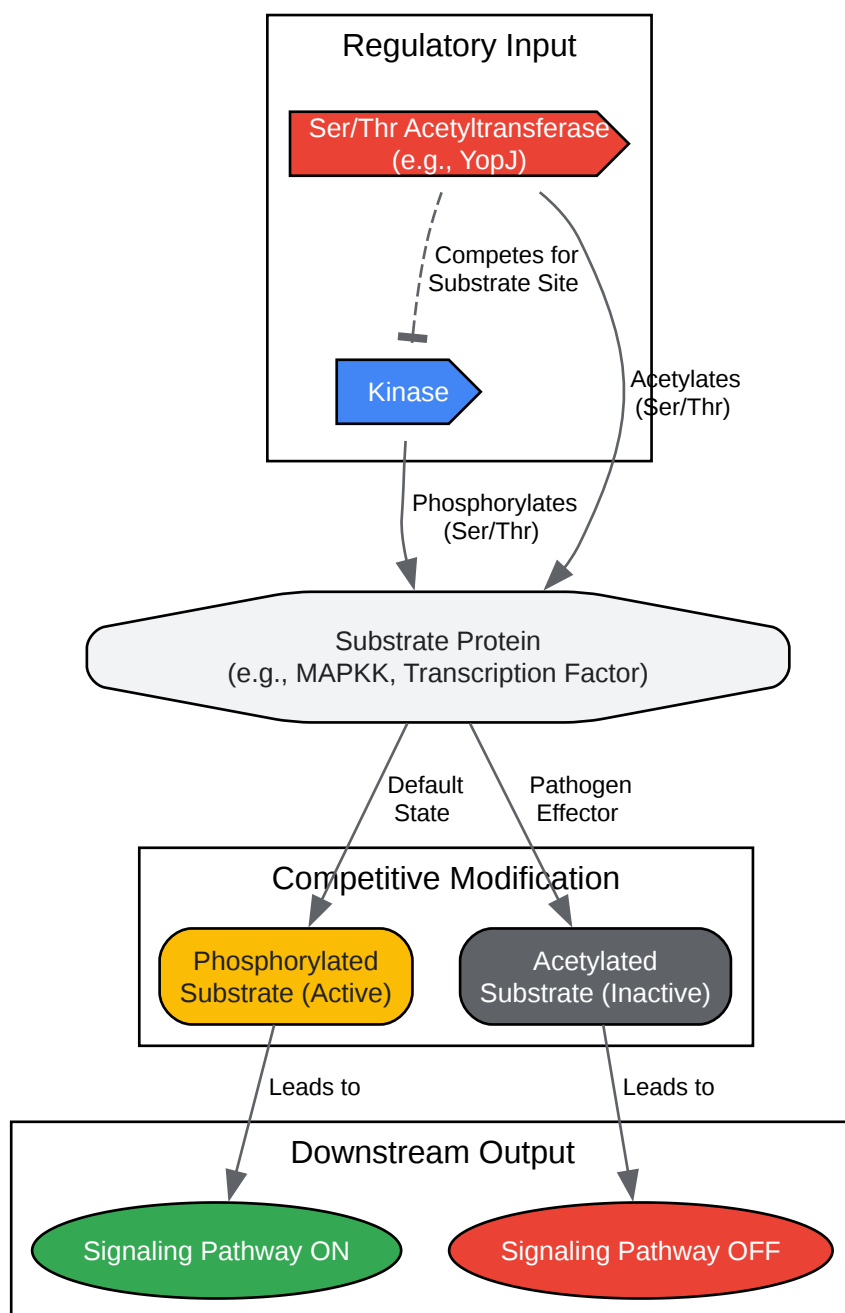 Regulatory Input
Ser/Thr Acetyltransferase
(e.g., YopJ)
Competes for
Substrate Site
Kinase
Acetylates
(Ser/Thr)
Phosphorylates
(Ser/Thr)
Substrate Protein
(e.g., MAPKK, Transcription Factor)
Default
State
Pathogen
Effector
Competitive Modification
Phosphorylated
Substrate (Active)
Acetylated
Substrate (Inactive)
Leads to
Leads to
Downstream Output
Signaling Pathway ON
Signaling Pathway OFF